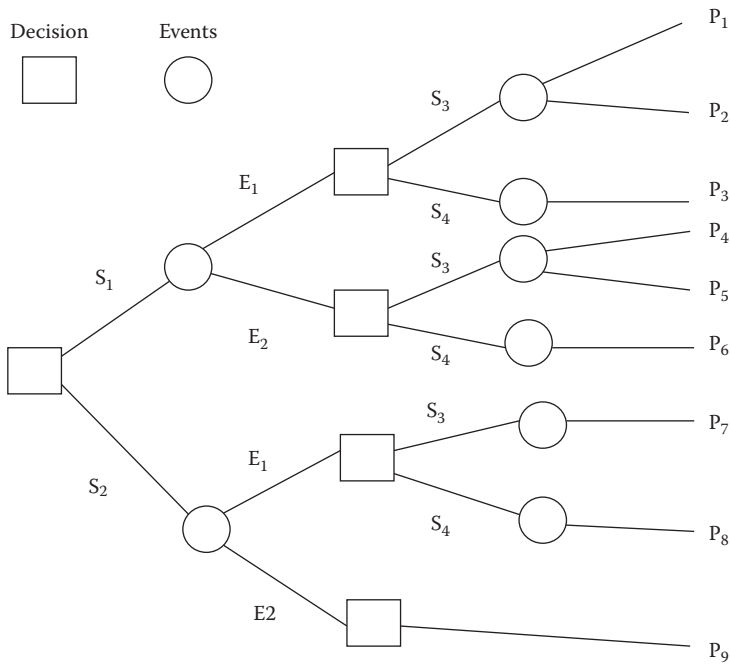 Decision
Events
P₁
S₃
P₂
E₁
P₃
S₄
P₄
S₃
S₁
P₅
E₂
S₄
P₆
S₃
P₇
E₁
S₂
S₄
P₈
E2
P₉